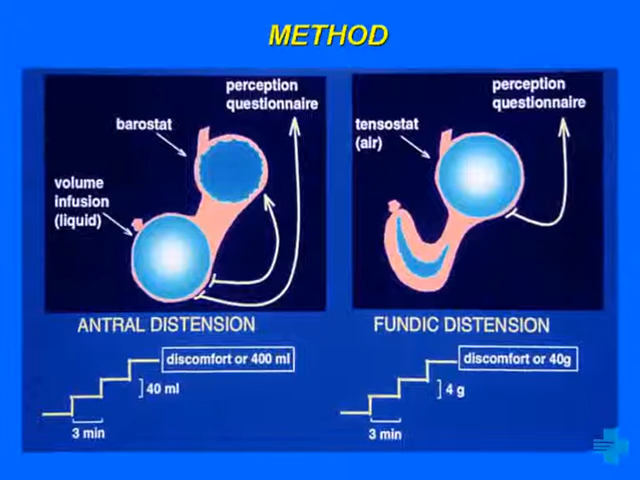 METHOD
perception
questionnaire
barostat
volume
infusion
(liquid)
ANTRAL DISTENSION
discomfort or 400 ml
40 ml
3 min
perception
questionnaire
tensostat
(air)
FUNDIC DISTENSION
discomfort or 40g
4 g
3 min